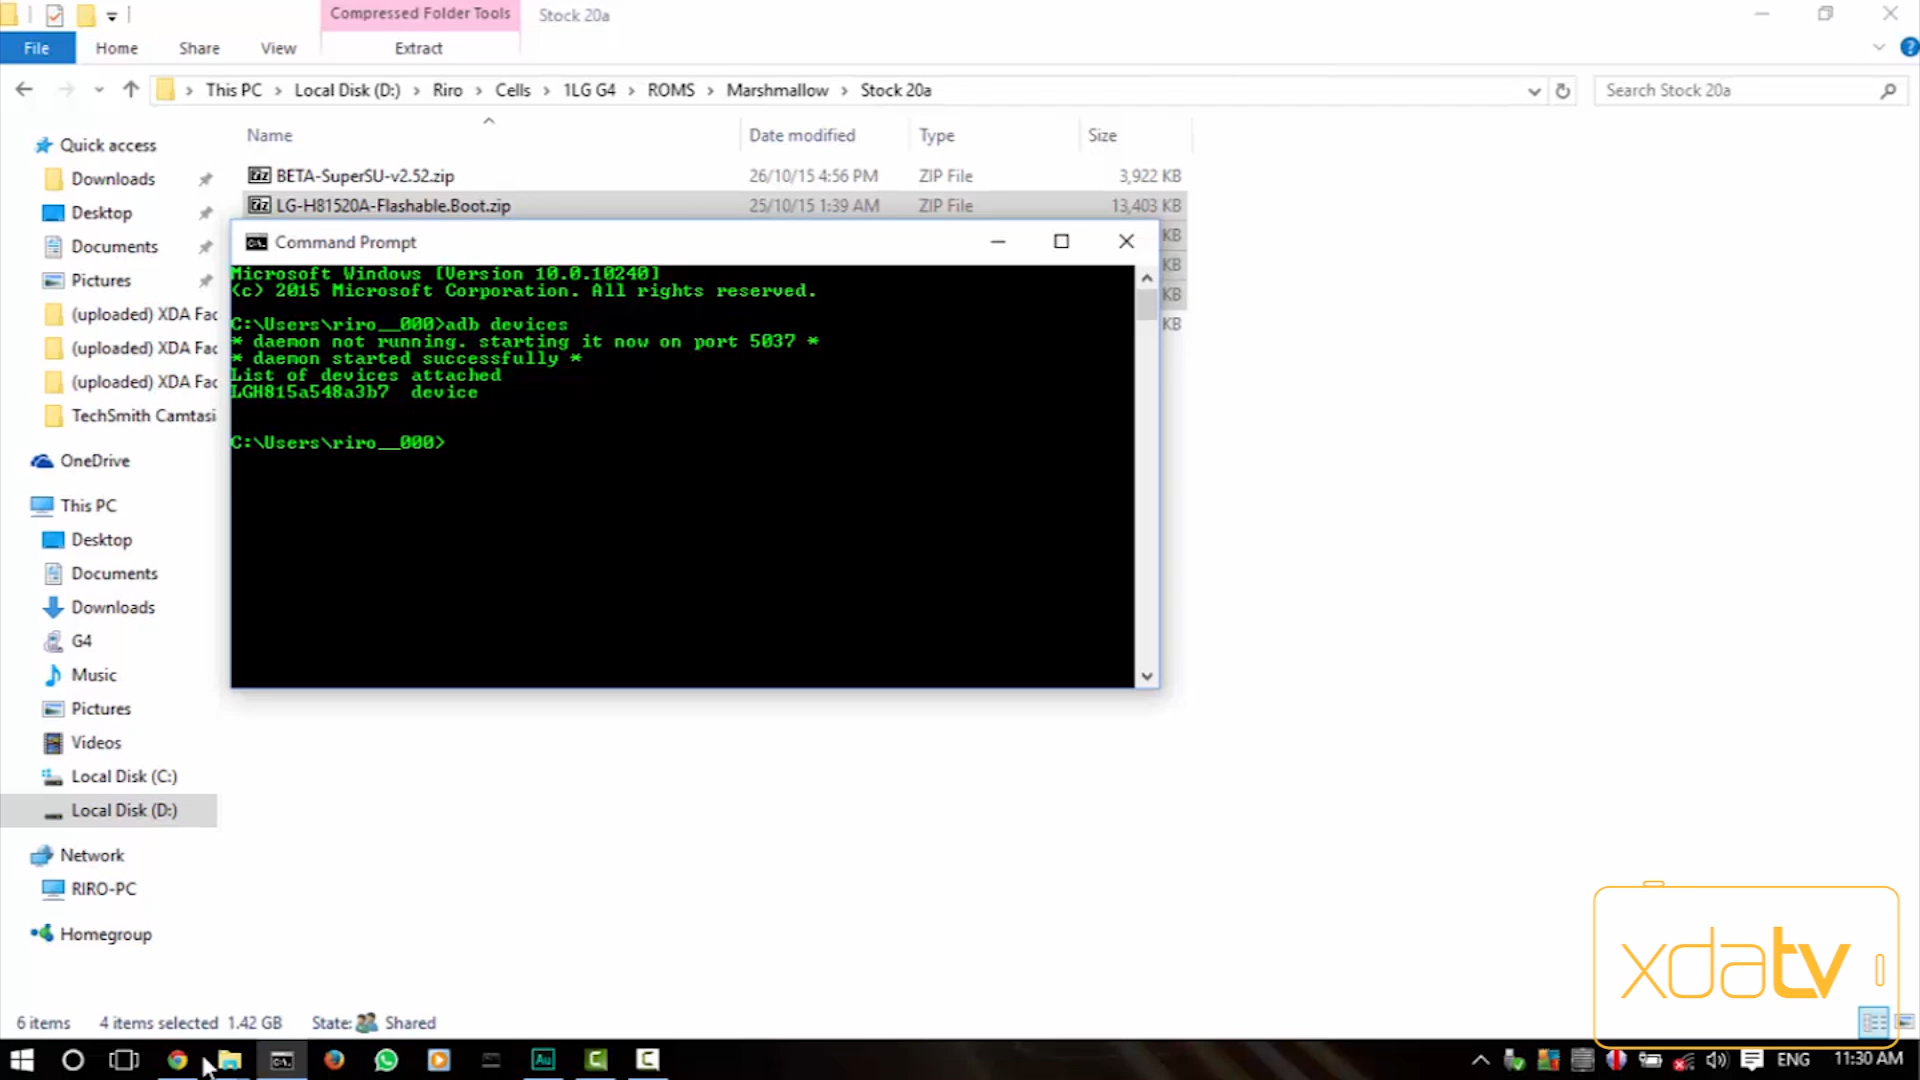 Compressed Folder Tools
Stock 20a
File
Home
Share
View
Extract
This PC > Local Disk (D:) > Riro > Cells > 1LG G4 > ROMS > Marshmallow > Stock 20a
Search Stock 20a
Name
Date modified
Type
Size
BETA-SuperSU-v2.52.zip
26/10/15 4:56 PM
ZIP File
3,922 KB
LG-H81520A-Flashable.Boot.zip
25/10/15 1:39 AM
ZIP File
13,403 KB
KB
KB
KB
KB
Quick access
Downloads
Desktop
Documents
Pictures
(uploaded) XDA Fac
(uploaded) XDA Fac
(uploaded) XDA Fac
TechSmith Camtasi
OneDrive
This PC
Desktop
Documents
Downloads
G4
Music
Pictures
Videos
Local Disk (C:)
Local Disk (D:)
Network
RIRO-PC
Homegroup
Command Prompt
Microsoft Windows [Version 10.0.10240]
(c) 2015 Microsoft Corporation. All rights reserved.
C:\Users\riro__000>adb devices
* daemon not running. starting it now on port 5037 *
* daemon started successfully *
List of devices attached
LGH815a548a3b7 device
C:\Users\riro__000>
xdatv
6 items
4 items selected 1.42 GB
State: Shared
Au
ENG
11:30 AM